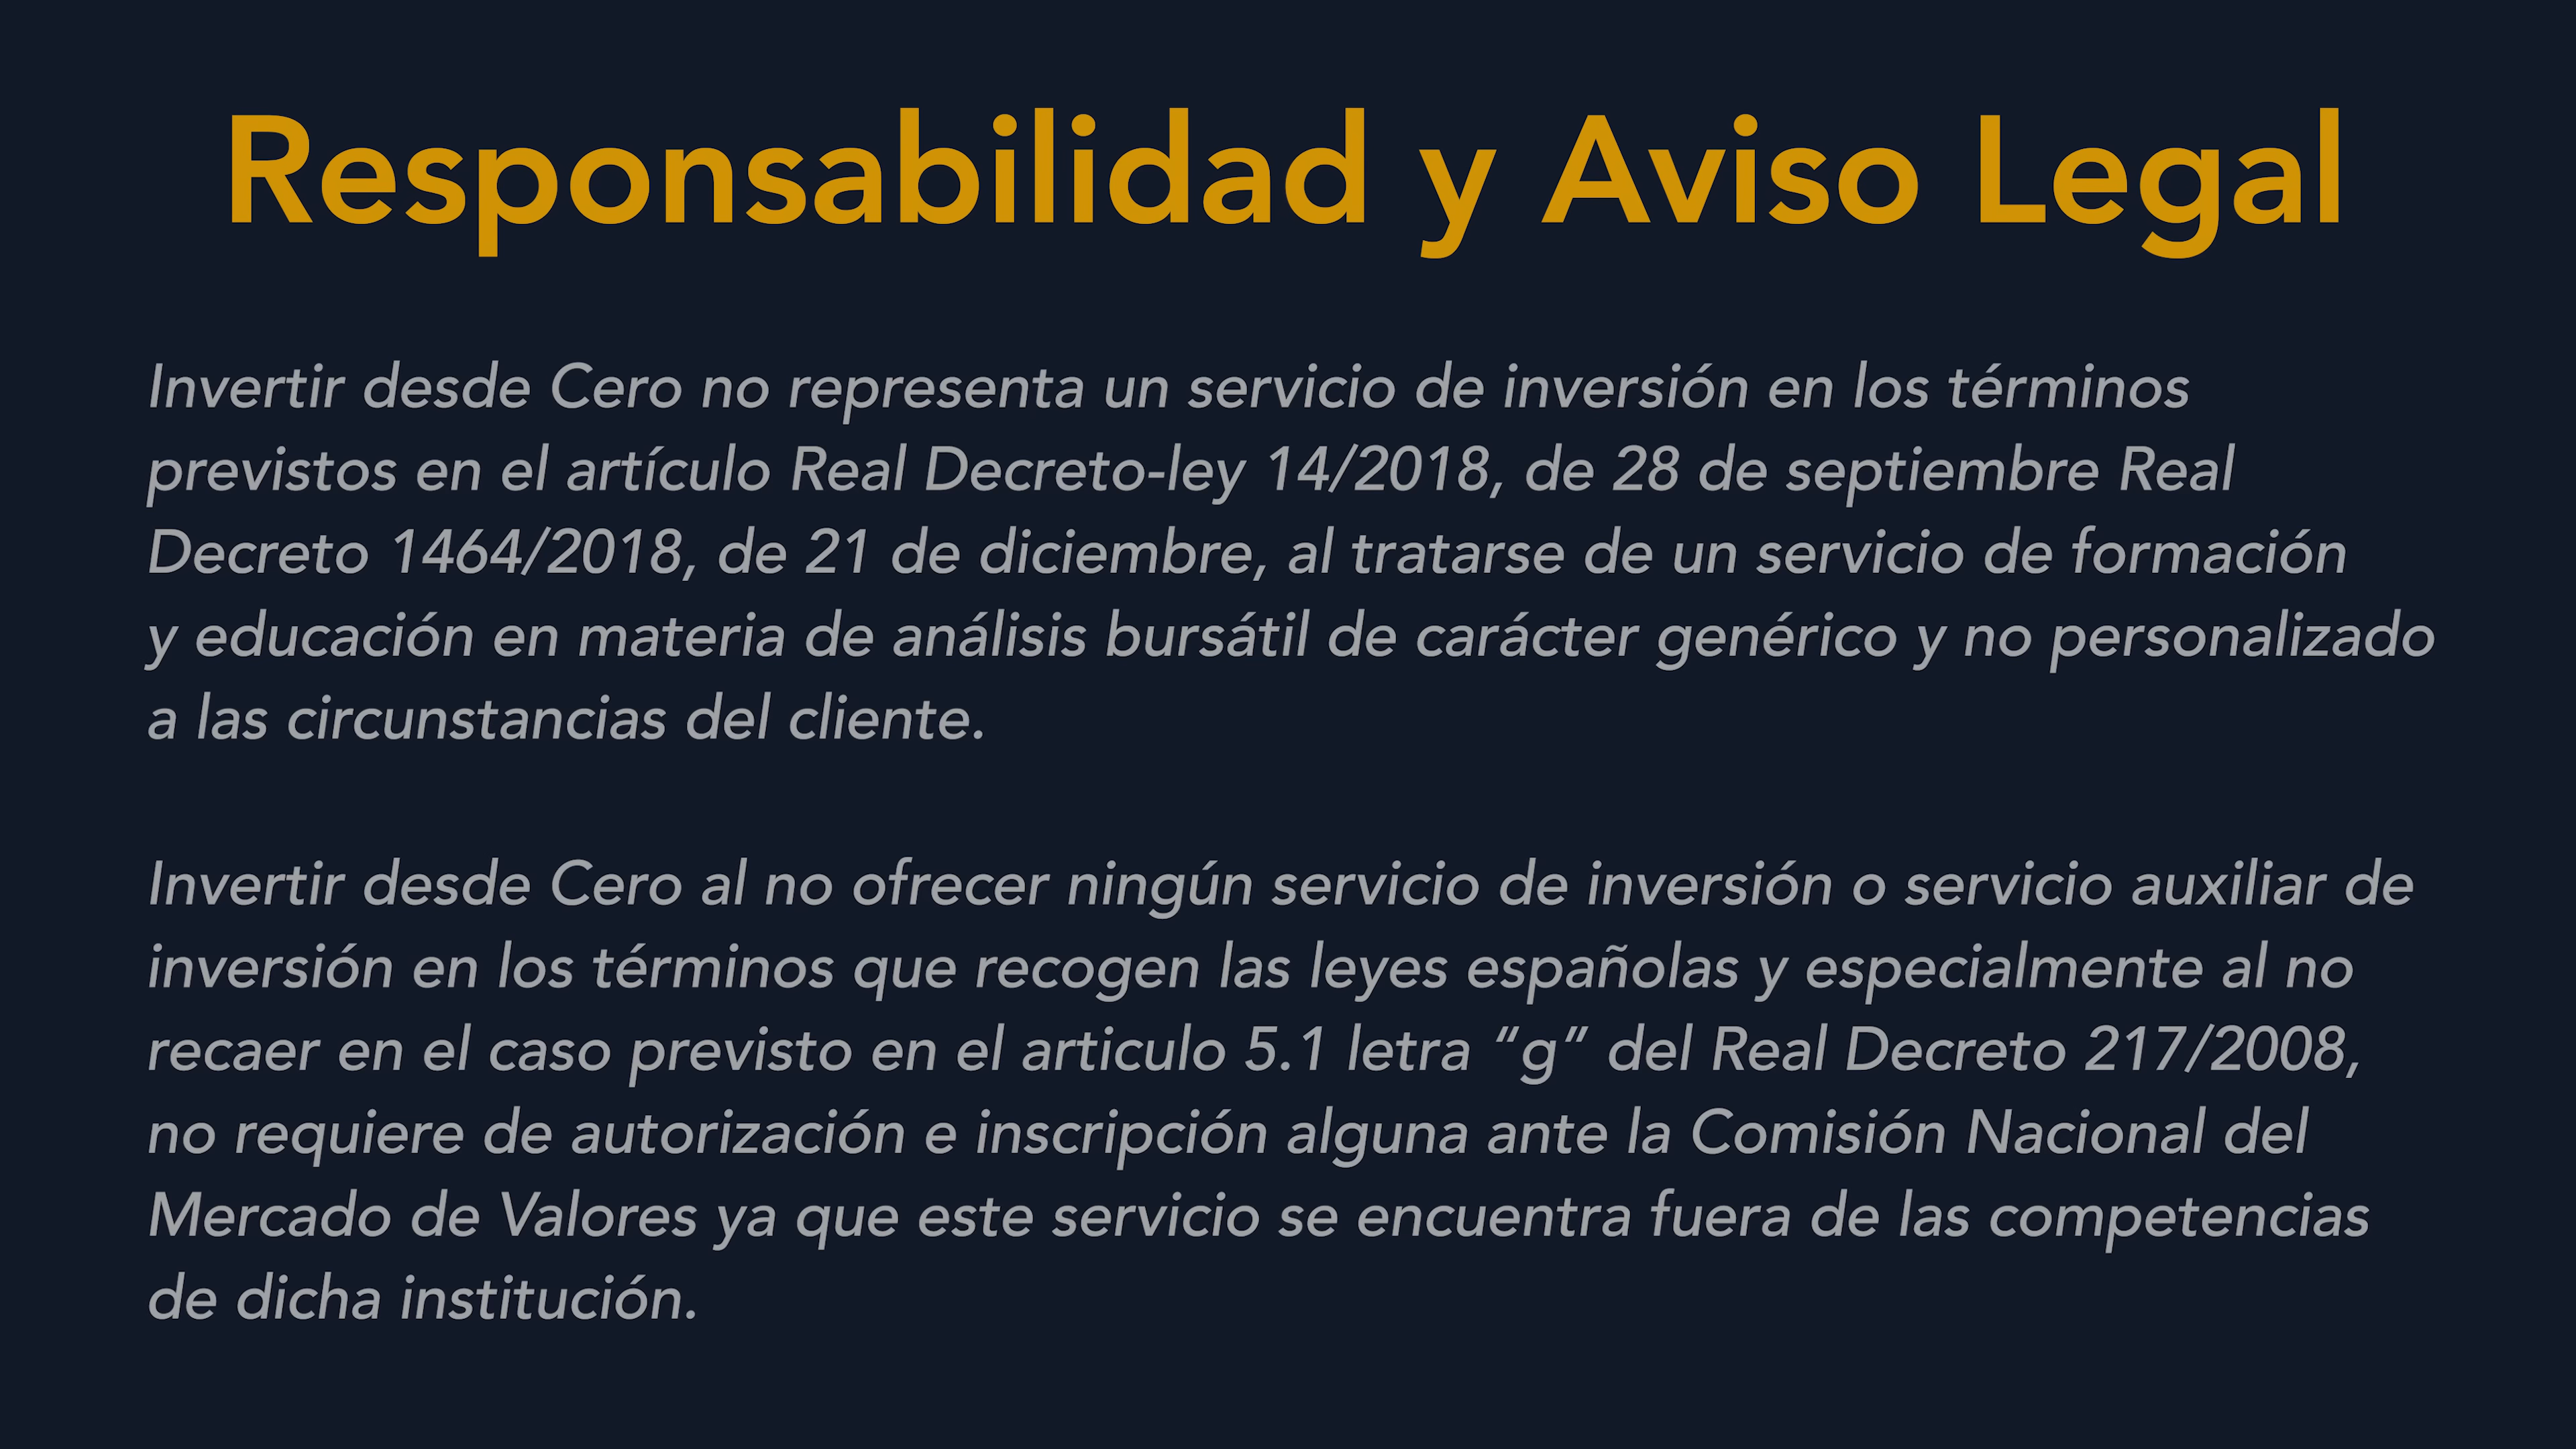 Responsabilidad y Aviso Legal
Invertir desde Cero no representa un servicio de inversión en los términos
previstos en el artículo Real Decreto-ley 14/2018, de 28 de septiembre Real
Decreto 1464/2018, de 21 de diciembre, al tratarse de un servicio de formación
y educación en materia de análisis bursátil de carácter genérico y no personalizado
a las circunstancias del cliente.
Invertir desde Cero al no ofrecer ningún servicio de inversión o servicio auxiliar de
inversión en los términos que recogen las leyes españolas y especialmente al no
recaer en el caso previsto en el articulo 5.1 letra “g” del Real Decreto 217/2008,
no requiere de autorización e inscripción alguna ante la Comisión Nacional del
Mercado de Valores ya que este servicio se encuentra fuera de las competencias
de dicha institución.